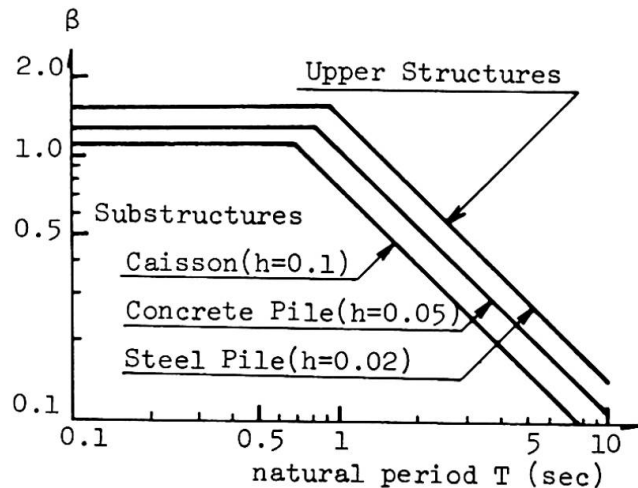 β
2.0
Upper Structures
1.0
Substructures
0.5
Caisson(h=0.1)
Concrete Pile(h=0.05)
Steel Pile(h=0.02)
0.1
0.1 0.5 1 5 10
natural period T (sec)